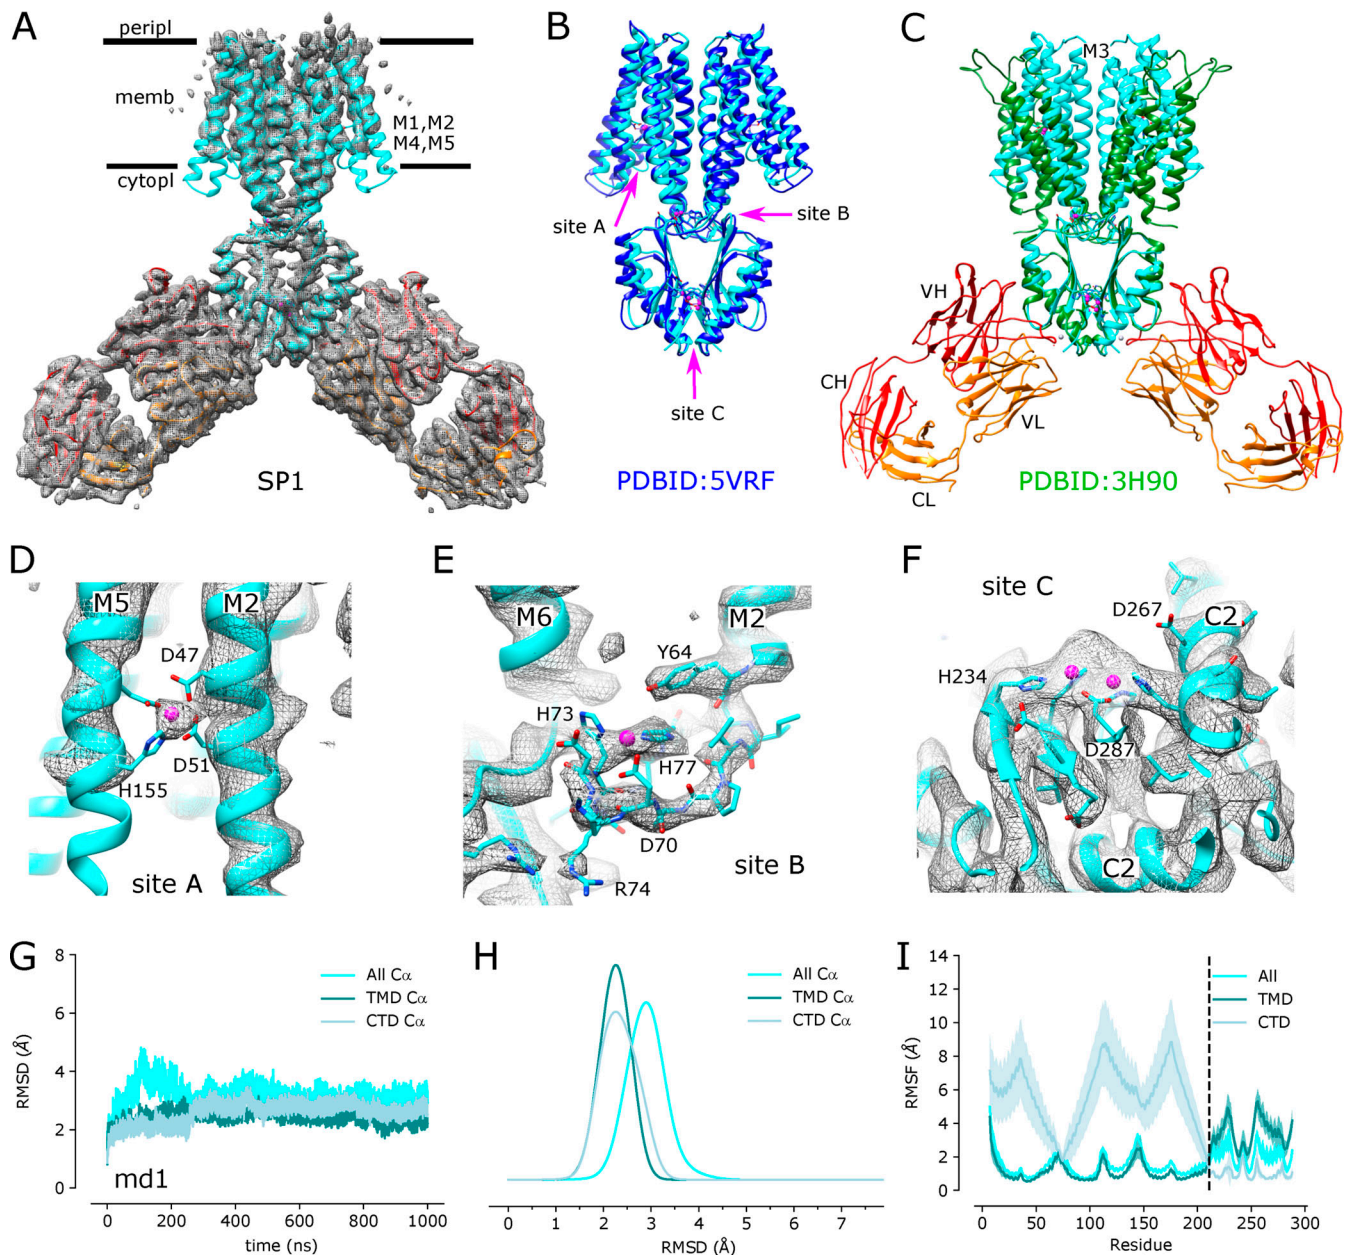 A
peripl
memb
M1,M2
M4,M5
cytopl
SP1
B
site A
site B
site C
PDBID:5VRF
C
M3
VH
CH
VL
CL
PDBID:3H90
D
M5
M2
D47
D51
H155
site A
E
M6
M2
Y64
H73
H77
D70
R74
site B
F
site C
D267
C2
H234
D287
C2
G
8
6
4
2
0
RMSD (Å)
All Cα
TMD Cα
CTD Cα
md1
0 200 400 600 800 1000
time (ns)
H
All Cα
TMD Cα
CTD Cα
0 1 2 3 4 5 6 7
RMSD (Å)
I
14
12
10
8
6
4
2
0
RMSF (Å)
All
TMD
CTD
0 50 100 150 200 250 300
Residue